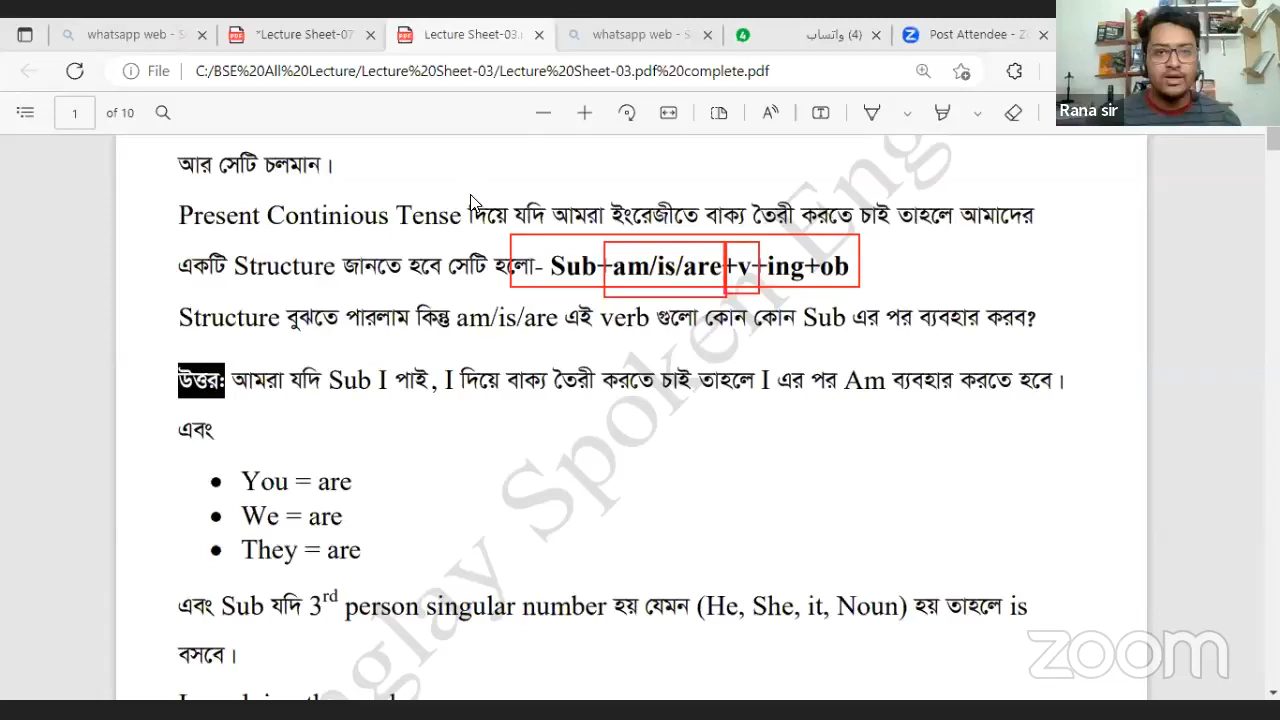 whatsapp web - S
*Lecture Sheet-07
Lecture Sheet-03.
whatsapp web - S
واتساب (4)
Post Attendee - Z
File
C:/BSE%20All%20Lecture/Lecture%20Sheet-03/Lecture%20Sheet-03.pdf%20complete.pdf
1 of 10
Rana sir
আর সেটি চলমান।
Present Continious Tense দিয়ে যদি আমরা ইংরেজীতে বাক্য তৈরী করতে চাই তাহলে আমাদের
একটি Structure জানতে হবে সেটি হলো- Sub+am/is/are+v+ing+ob
Structure বুঝতে পারলাম কিন্তু am/is/are এই verb গুলো কোন কোন Sub এর পর ব্যবহার করব?
উত্তর: আমরা যদি Sub I পাই, I দিয়ে বাক্য তৈরী করতে চাই তাহলে I এর পর Am ব্যবহার করতে হবে।
এবং
• You = are
• We = are
• They = are
এবং Sub যদি 3rd person singular number হয় যেমন (He, She, it, Noun) হয় তাহলে is
বসবে।
glay Spoken Eng
zoom